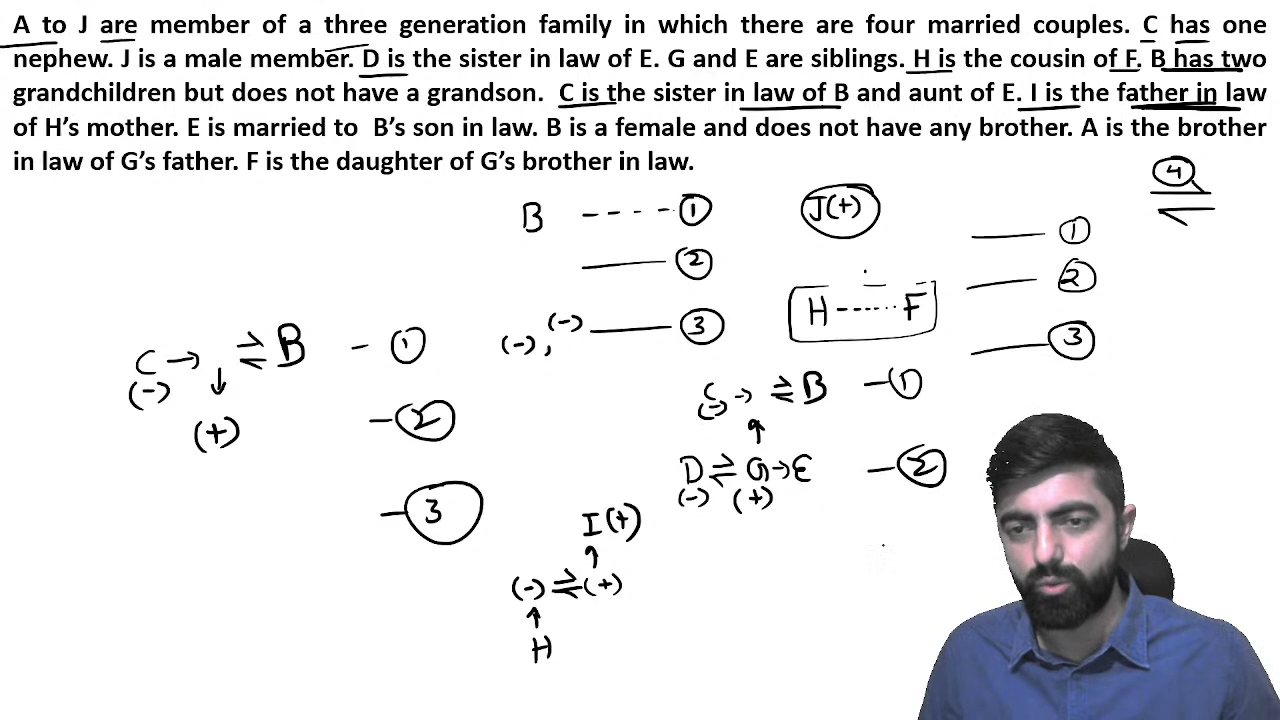 A to J are member of a three generation family in which there are four married couples. C has one
nephew. J is a male member. D is the sister in law of E. G and E are siblings. H is the cousin of F. B has two
grandchildren but does not have a grandson. C is the sister in law of B and aunt of E. I is the father in law
of H’s mother. E is married to B’s son in law. B is a female and does not have any brother. A is the brother
in law of G’s father. F is the daughter of G’s brother in law.
4
B ----- 1 J(+)
1
2
H ...... F
2
(-), (-) 3
3
C → ⇌ B - 1
(-) ↓
(+)
- 2
- 3
C → ⇌ B - 1
(-)
↑
D ⇌ G → E - 2
(-) (+)
I (+)
↑
(-) ⇌ (+)
↑
H